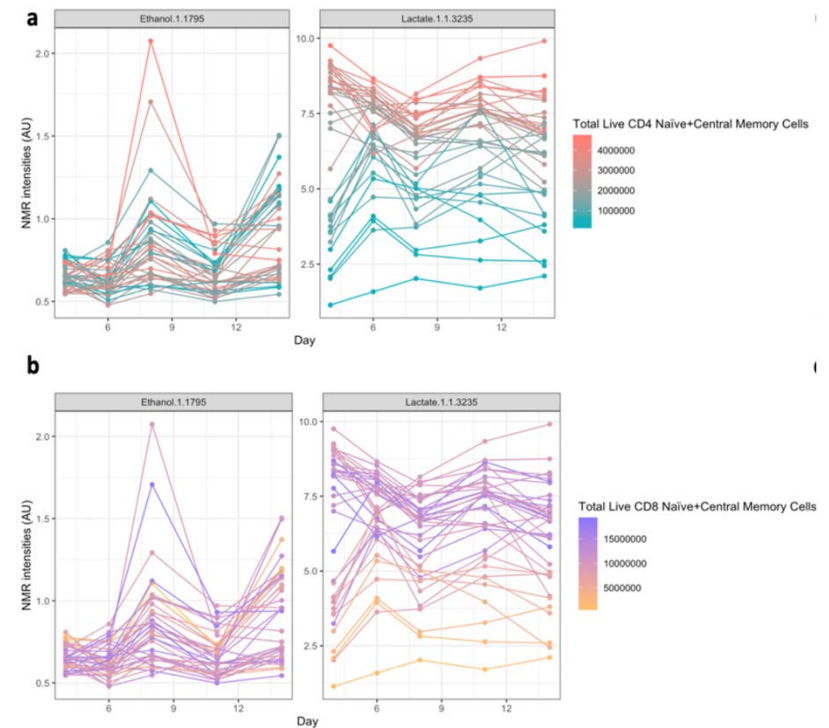 a
Ethanol.1.1795
Lactate.1.1.3235
NMR intensities (AU)
2.0
1.5
1.0
0.5
10.0
7.5
5.0
2.5
6
9
12
6
9
12
Day
Total Live CD4 Naïve+Central Memory Cells
4000000
3000000
2000000
1000000
b
Ethanol.1.1795
Lactate.1.1.3235
NMR intensities (AU)
2.0
1.5
1.0
0.5
10.0
7.5
5.0
2.5
6
9
12
6
9
12
Day
Total Live CD8 Naïve+Central Memory Cells
15000000
10000000
5000000